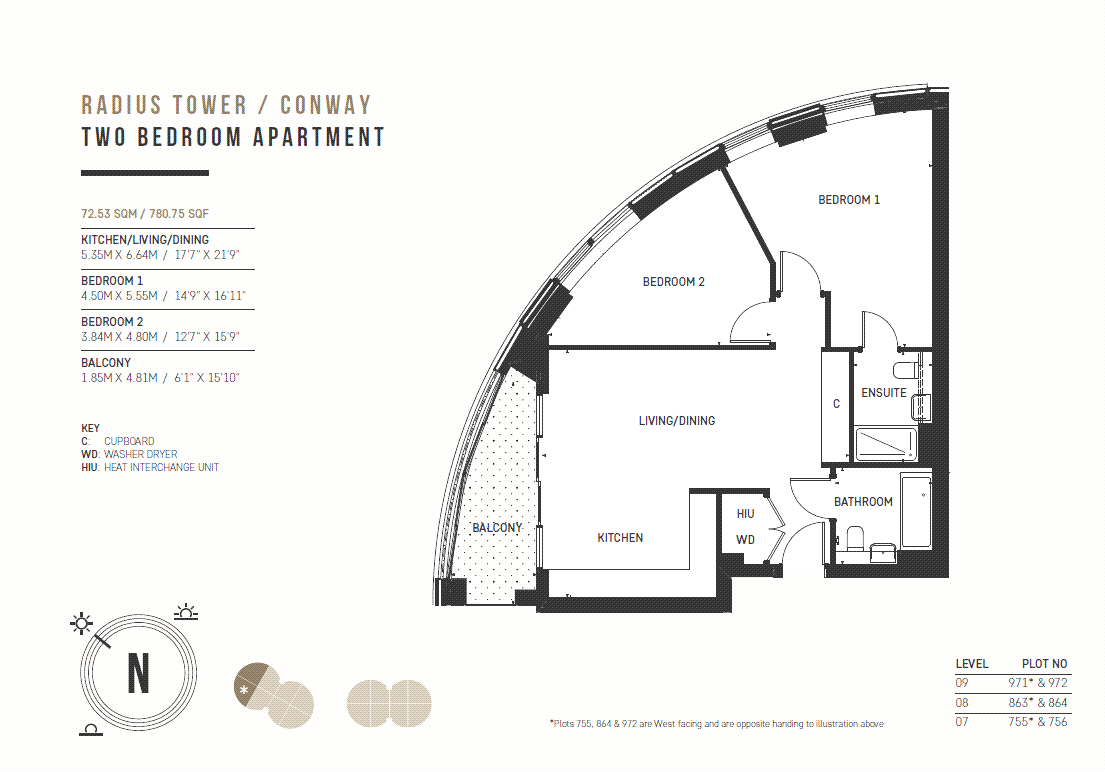 RADIUS TOWER / CONWAY
TWO BEDROOM APARTMENT
72.53 SQM / 780.75 SQF
KITCHEN/LIVING/DINING
5.35M X 6.64M / 17'7" X 21'9"
BEDROOM 1
4.50M X 5.55M / 14'9" X 16'11"
BEDROOM 2
3.84M X 4.80M / 12'7" X 15'9"
BALCONY
1.85M X 4.81M / 6'1" X 15'10"
KEY
C: CUPBOARD
WD: WASHER DRYER
HIU: HEAT INTERCHANGE UNIT
BEDROOM 1
BEDROOM 2
ENSUITE
C
LIVING/DINING
BATHROOM
HIU
WD
BALCONY
KITCHEN
N
*
*Plots 755, 864 & 972 are West facing and are opposite handing to illustration above
LEVEL PLOT NO
09 971* & 972
08 863* & 864
07 755* & 756